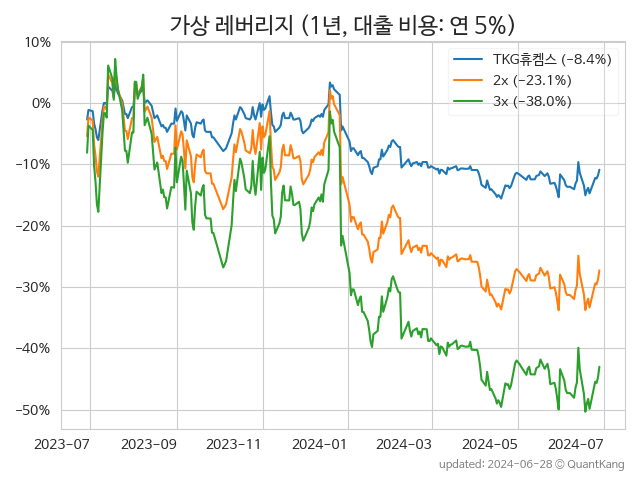 가상 레버리지 (1년, 대출 비용: 연 5%)
TKG휴켐스 (−8.4%)
2x (−23.1%)
3x (−38.0%)
10%
0%
−10%
−20%
−30%
−40%
−50%
2023-07 2023-09 2023-11 2024-01 2024-03 2024-05 2024-07
updated: 2024-06-28 © QuantKang